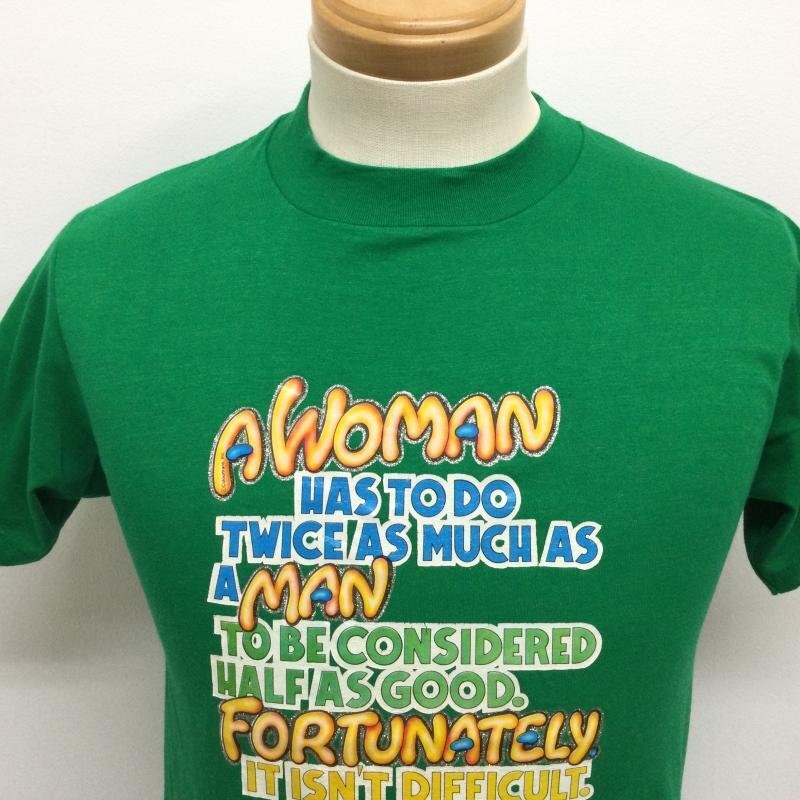 A WOMAN
HAS TO DO
TWICE AS MUCH AS
A MAN
TO BE CONSIDERED
HALF AS GOOD.
FORTUNATELY,
IT ISN'T DIFFICULT.